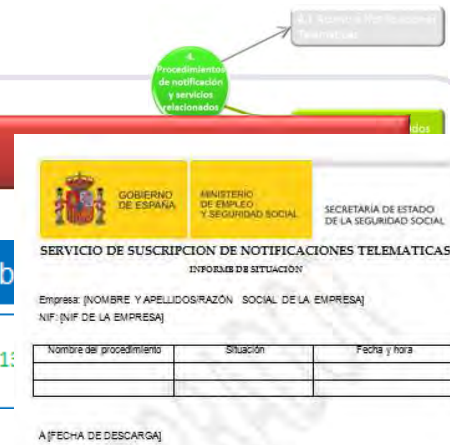 4.
Procedimientos
de notificación
y servicios
relacionados
GOBIERNO
DE ESPAÑA
MINISTERIO
DE EMPLEO
Y SEGURIDAD SOCIAL
SECRETARÍA DE ESTADO
DE LA SEGURIDAD SOCIAL
SERVICIO DE SUSCRIPCION DE NOTIFICACIONES TELEMATICAS
INFORME DE SITUACIÓN
Empresa: [NOMBRE Y APELLIDOS/RAZÓN SOCIAL DE LA EMPRESA]
NIF: [NIF DE LA EMPRESA]
Nombre del procedimiento Situación Fecha y hora
A [FECHA DE DESCARGA]